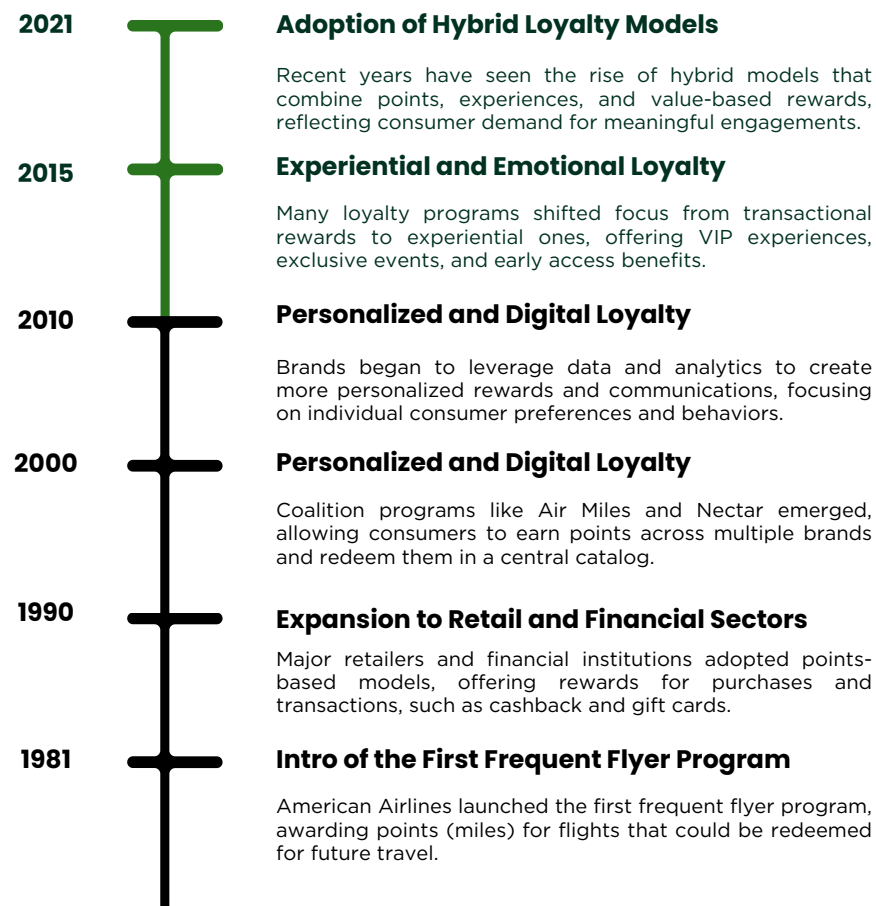 2021
Adoption of Hybrid Loyalty Models
Recent years have seen the rise of hybrid models that
combine points, experiences, and value-based rewards,
reflecting consumer demand for meaningful engagements.
2015
Experiential and Emotional Loyalty
Many loyalty programs shifted focus from transactional
rewards to experiential ones, offering VIP experiences,
exclusive events, and early access benefits.
2010
Personalized and Digital Loyalty
Brands began to leverage data and analytics to create
more personalized rewards and communications, focusing
on individual consumer preferences and behaviors.
2000
Personalized and Digital Loyalty
Coalition programs like Air Miles and Nectar emerged,
allowing consumers to earn points across multiple brands
and redeem them in a central catalog.
1990
Expansion to Retail and Financial Sectors
Major retailers and financial institutions adopted points-
based models, offering rewards for purchases and
transactions, such as cashback and gift cards.
1981
Intro of the First Frequent Flyer Program
American Airlines launched the first frequent flyer program,
awarding points (miles) for flights that could be redeemed
for future travel.